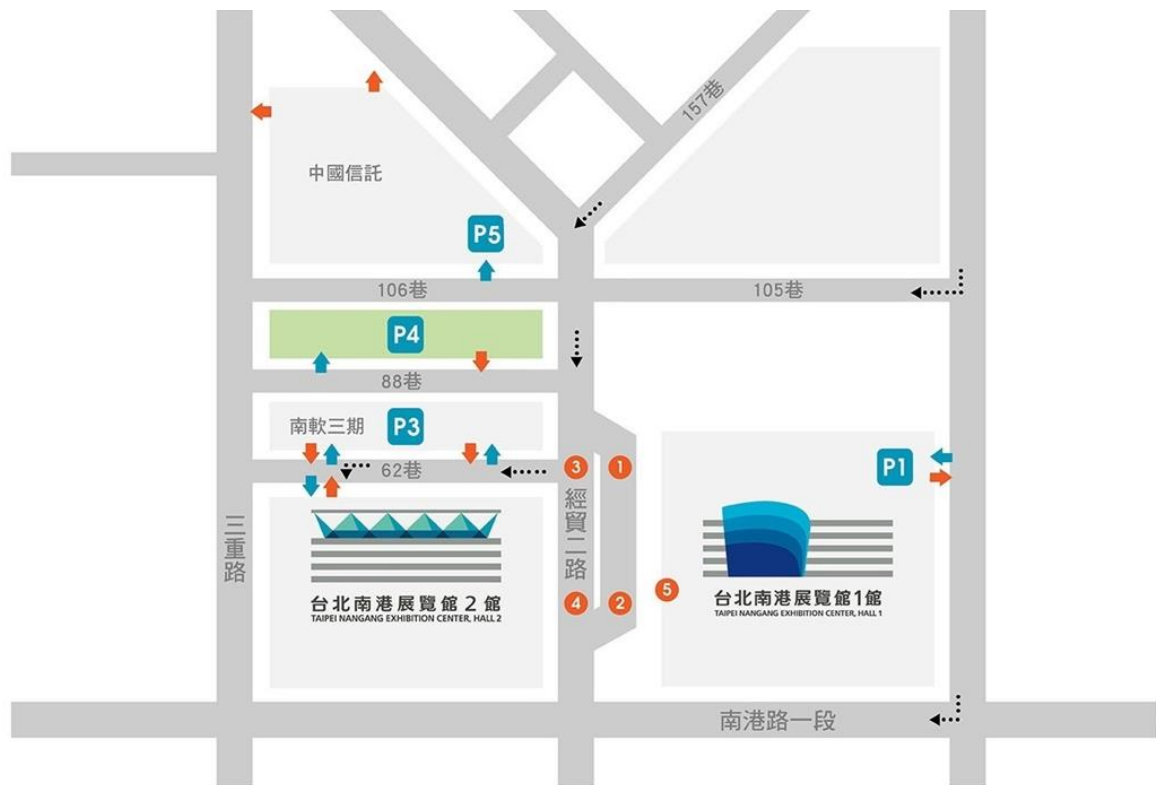 157巷
中國信託
P5
106巷
105巷
P4
88巷
南軟三期
P3
62巷
3
1
P1
經貿二路
三重路
4
2
5
台北南港展覽館2館
TAIPEI NANGANG EXHIBITION CENTER, HALL 2
台北南港展覽館1館
TAIPEI NANGANG EXHIBITION CENTER, HALL 1
南港路一段